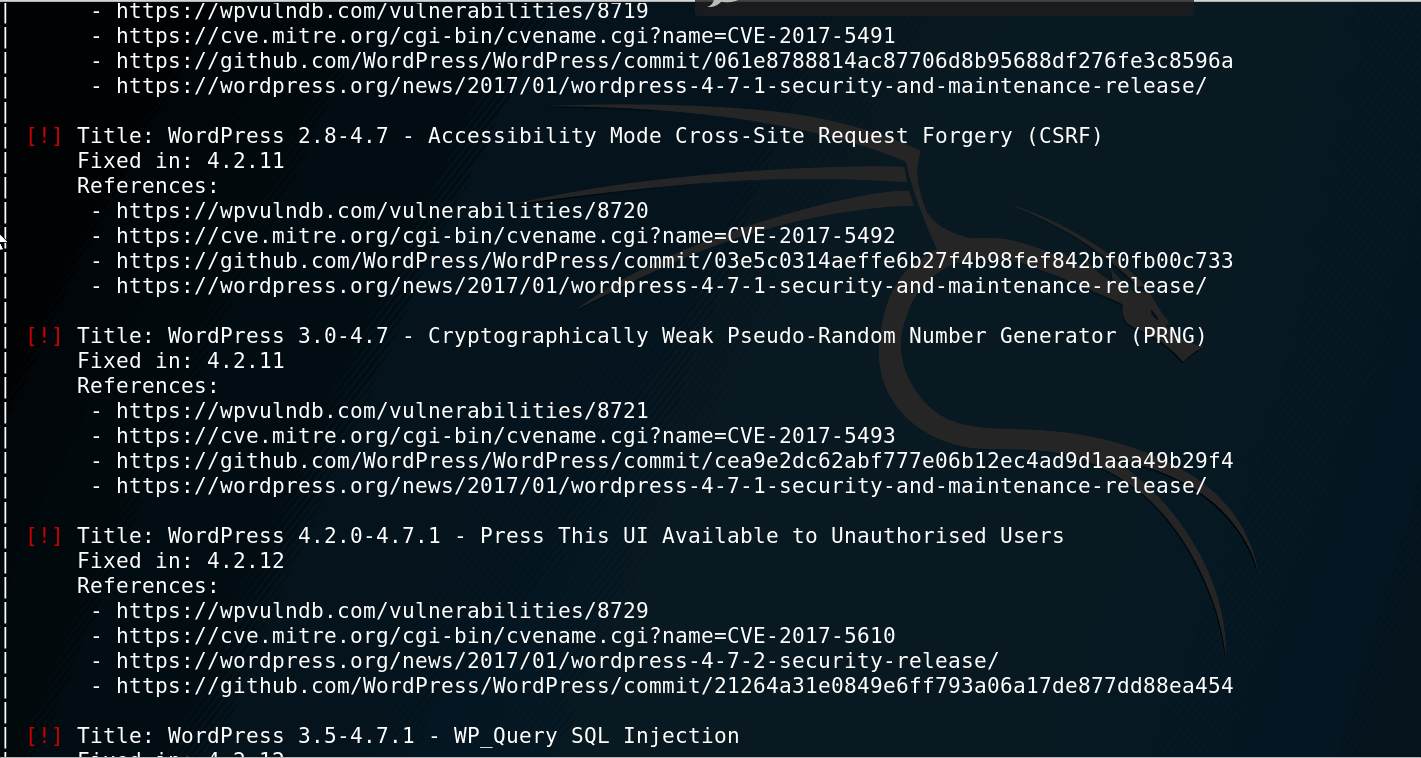 |      - https://wpvulndb.com/vulnerabilities/8719
|      - https://cve.mitre.org/cgi-bin/cvename.cgi?name=CVE-2017-5491
|      - https://github.com/WordPress/WordPress/commit/061e8788814ac87706d8b95688df276fe3c8596a
|      - https://wordpress.org/news/2017/01/wordpress-4-7-1-security-and-maintenance-release/
|
| [!] Title: WordPress 2.8-4.7 - Accessibility Mode Cross-Site Request Forgery (CSRF)
|     Fixed in: 4.2.11
|     References:
|      - https://wpvulndb.com/vulnerabilities/8720
|      - https://cve.mitre.org/cgi-bin/cvename.cgi?name=CVE-2017-5492
|      - https://github.com/WordPress/WordPress/commit/03e5c0314aeffe6b27f4b98fef842bf0fb00c733
|      - https://wordpress.org/news/2017/01/wordpress-4-7-1-security-and-maintenance-release/
|
| [!] Title: WordPress 3.0-4.7 - Cryptographically Weak Pseudo-Random Number Generator (PRNG)
|     Fixed in: 4.2.11
|     References:
|      - https://wpvulndb.com/vulnerabilities/8721
|      - https://cve.mitre.org/cgi-bin/cvename.cgi?name=CVE-2017-5493
|      - https://github.com/WordPress/WordPress/commit/cea9e2dc62abf777e06b12ec4ad9d1aaa49b29f4
|      - https://wordpress.org/news/2017/01/wordpress-4-7-1-security-and-maintenance-release/
|
| [!] Title: WordPress 4.2.0-4.7.1 - Press This UI Available to Unauthorised Users
|     Fixed in: 4.2.12
|     References:
|      - https://wpvulndb.com/vulnerabilities/8729
|      - https://cve.mitre.org/cgi-bin/cvename.cgi?name=CVE-2017-5610
|      - https://wordpress.org/news/2017/01/wordpress-4-7-2-security-release/
|      - https://github.com/WordPress/WordPress/commit/21264a31e0849e6ff793a06a17de877dd88ea454
|
| [!] Title: WordPress 3.5-4.7.1 - WP_Query SQL Injection
|     Fixed in: 4.2.12